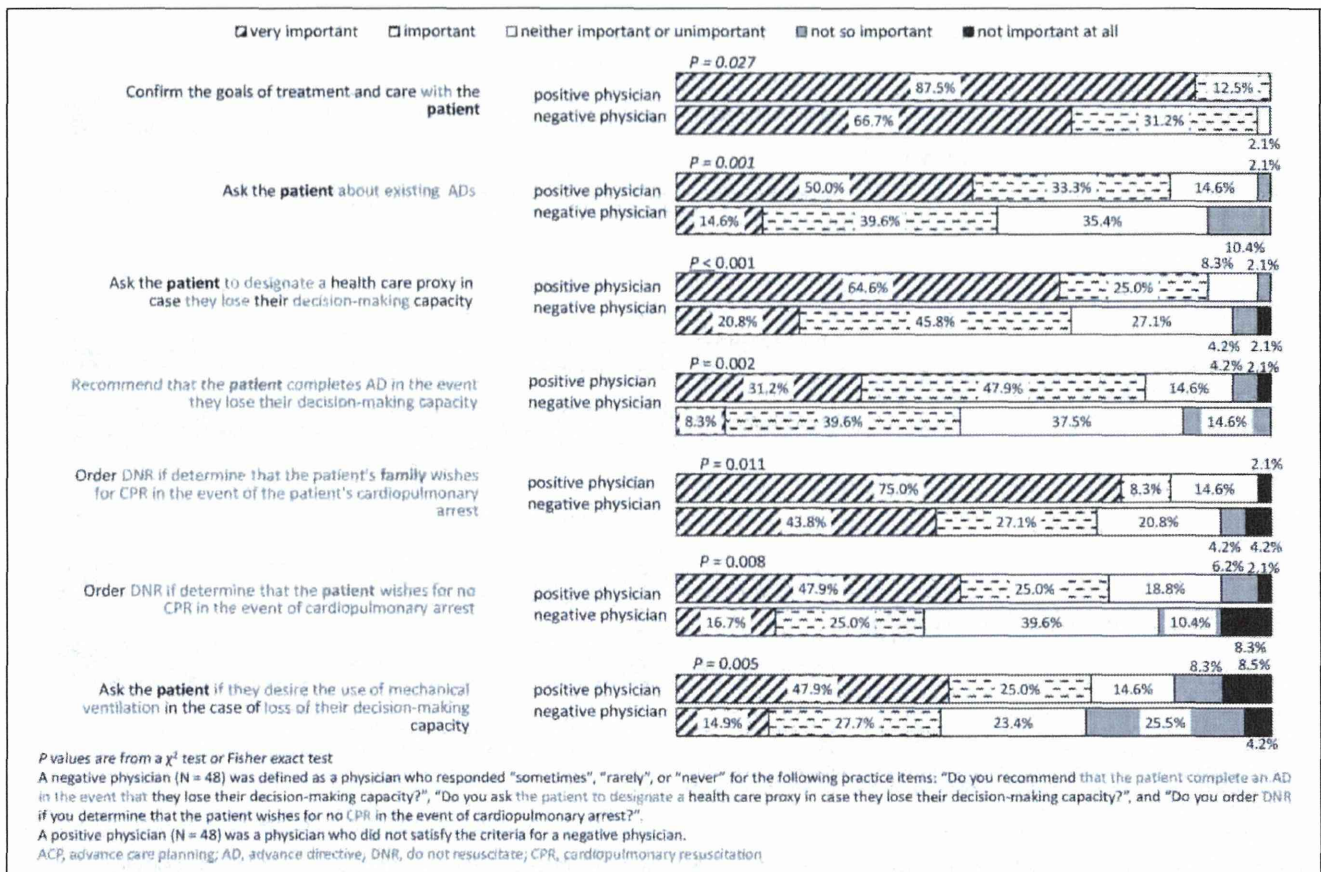 very important important neither important or unimportant not so important not important at all
P = 0.027
Confirm the goals of treatment and care with the
patient
positive physician
negative physician
87.5% 12.5%
66.7% 31.2%
2.1%
P = 0.001
2.1%
Ask the patient about existing ADs
positive physician
negative physician
50.0% 33.3% 14.6%
14.6% 39.6% 35.4%
10.4%
P < 0.001
8.3% 2.1%
Ask the patient to designate a health care proxy in
case they lose their decision-making capacity
positive physician
negative physician
64.6% 25.0%
20.8% 45.8% 27.1%
4.2% 2.1%
P = 0.002
4.2% 2.1%
Recommend that the patient completes AD in the event
they lose their decision-making capacity
positive physician
negative physician
31.2% 47.9% 14.6%
8.3% 39.6% 37.5% 14.6%
P = 0.011
2.1%
Order DNR if determine that the patient's family wishes
for CPR in the event of the patient's cardiopulmonary
arrest
positive physician
negative physician
75.0% 8.3% 14.6%
43.8% 27.1% 20.8%
4.2% 4.2%
P = 0.008
6.2% 2.1%
Order DNR if determine that the patient wishes for no
CPR in the event of cardiopulmonary arrest
positive physician
negative physician
47.9% 25.0% 18.8%
16.7% 25.0% 39.6% 10.4%
8.3%
P = 0.005
8.3% 8.5%
Ask the patient if they desire the use of mechanical
ventilation in the case of loss of their decision-making
capacity
positive physician
negative physician
47.9% 25.0% 14.6%
14.9% 27.7% 23.4% 25.5%
4.2%
P values are from a χ² test or Fisher exact test
A negative physician (N = 48) was defined as a physician who responded "sometimes", "rarely", or "never" for the following practice items: "Do you recommend that the patient complete an AD
in the event that they lose their decision-making capacity?", "Do you ask the patient to designate a health care proxy in case they lose their decision-making capacity?", and "Do you order DNR
if you determine that the patient wishes for no CPR in the event of cardiopulmonary arrest?".
A positive physician (N = 48) was a physician who did not satisfy the criteria for a negative physician.
ACP, advance care planning; AD, advance directive, DNR, do not resuscitate; CPR, cardiopulmonary resuscitation